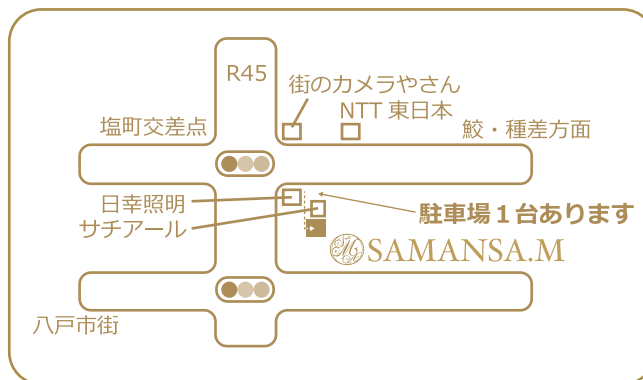 R45
街のカメラやさん
NTT 東日本
塩町交差点
鮫・種差方面
日幸照明
サチアール
駐車場１台あります
SAMANSA.M
八戸市街